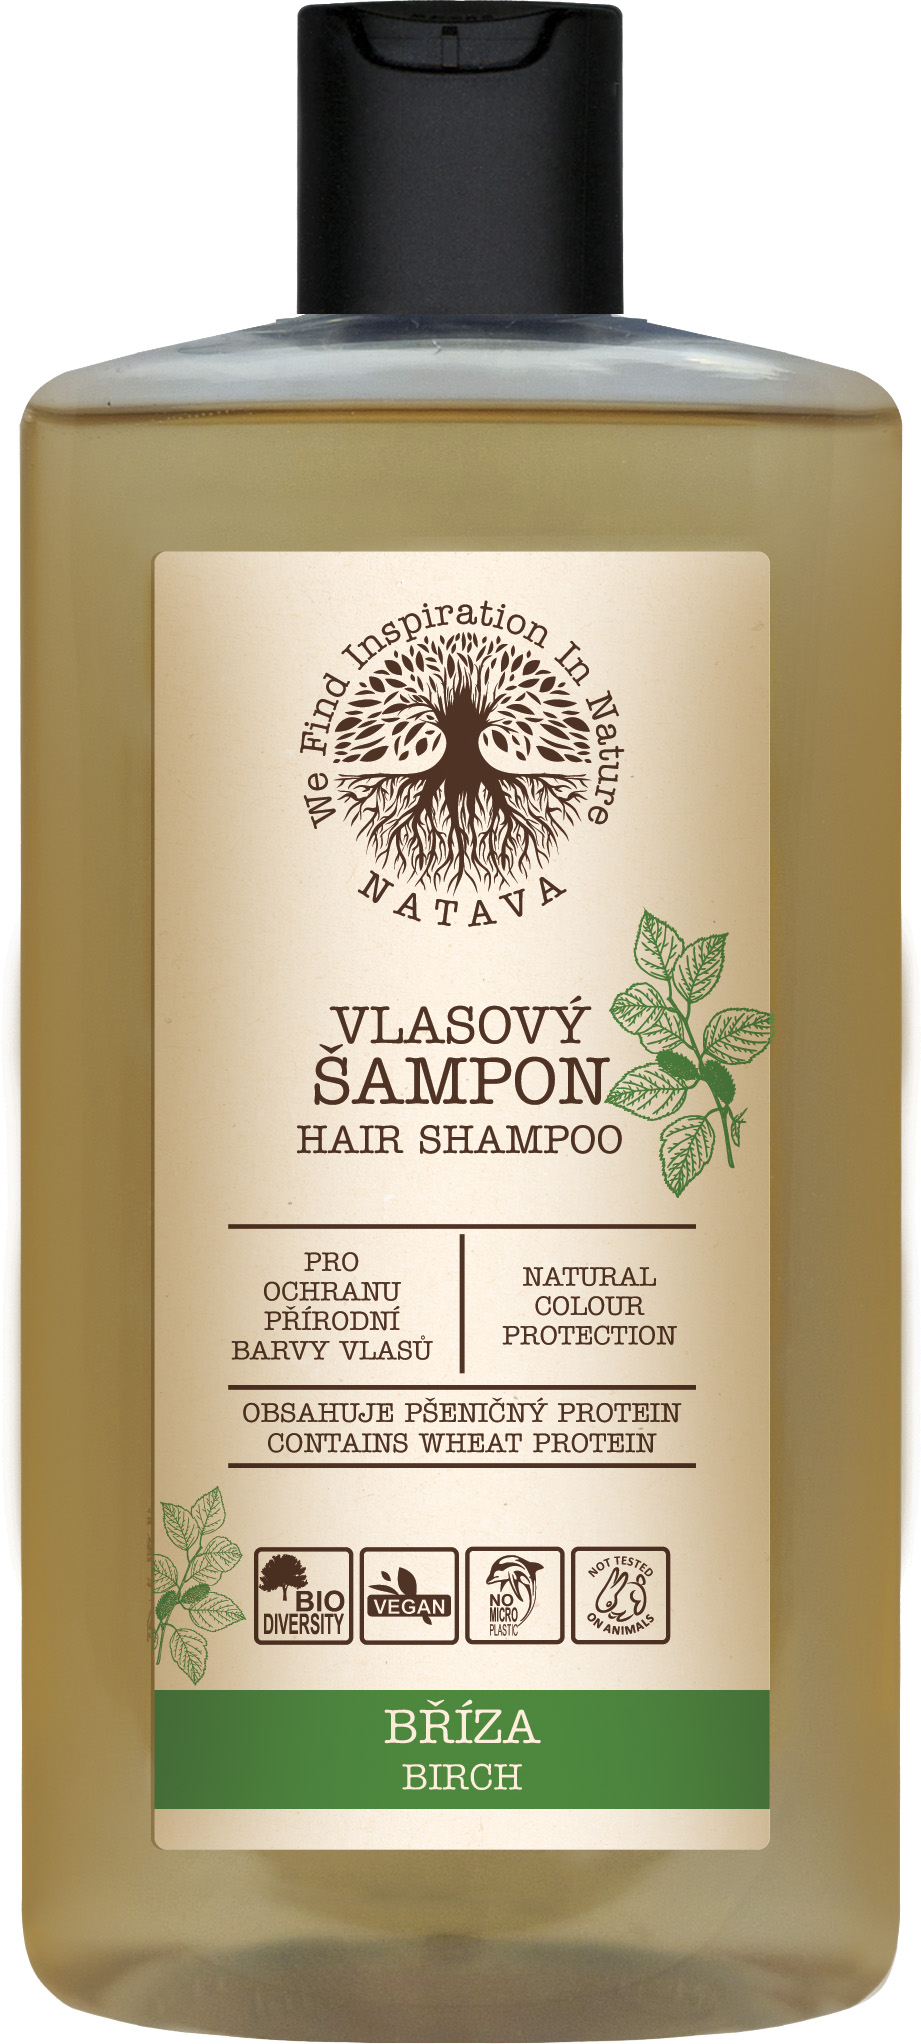 We Find Inspiration In Nature
NATAVA
VLASOVÝ
ŠAMPON
HAIR SHAMPOO
PRO
OCHRANU
PŘÍRODNÍ
BARVY VLASŮ
NATURAL
COLOUR
PROTECTION
OBSAHUJE PŠENIČNÝ PROTEIN
CONTAINS WHEAT PROTEIN
BIO
DIVERSITY
VEGAN
NO
MICRO
PLASTIC
NOT TESTED
ON ANIMALS
BŘÍZA
BIRCH